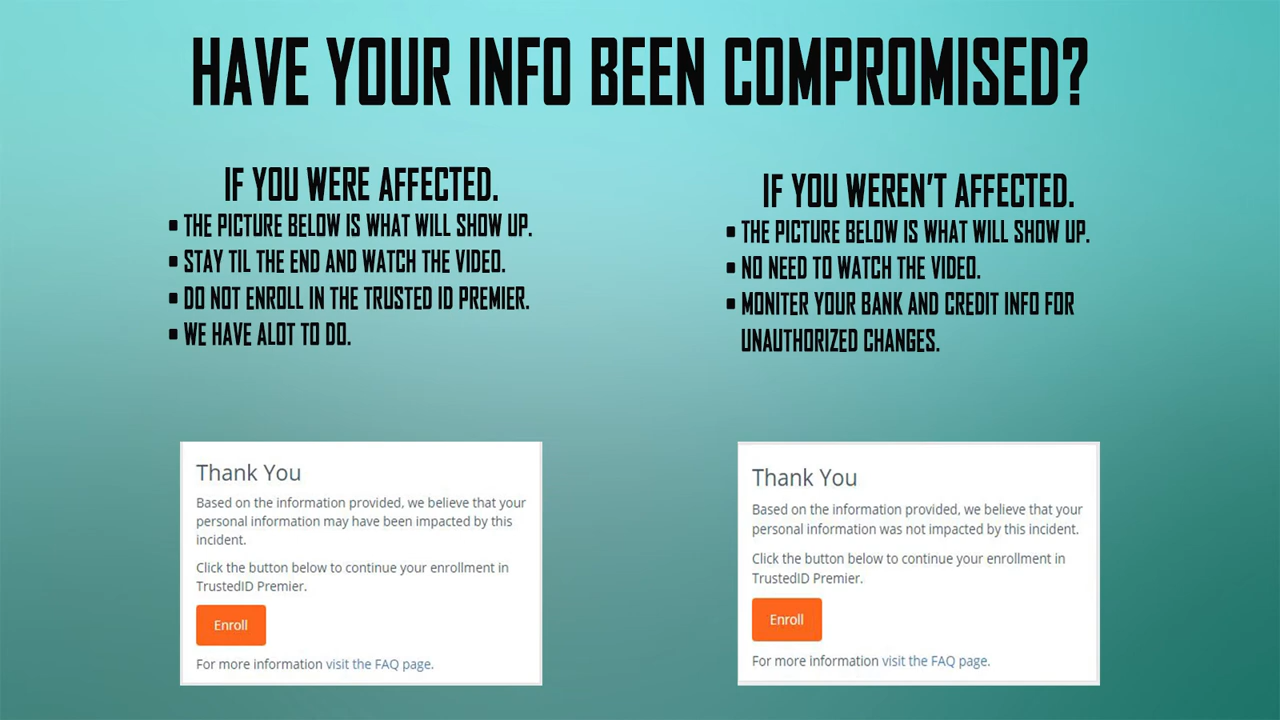 HAVE YOUR INFO BEEN COMPROMISED?
IF YOU WERE AFFECTED.
▪ THE PICTURE BELOW IS WHAT WILL SHOW UP.
▪ STAY TIL THE END AND WATCH THE VIDEO.
▪ DO NOT ENROLL IN THE TRUSTED ID PREMIER.
▪ WE HAVE ALOT TO DO.
Thank You
Based on the information provided, we believe that your
personal information may have been impacted by this
incident.
Click the button below to continue your enrollment in
TrustedID Premier.
Enroll
For more information visit the FAQ page.
IF YOU WEREN'T AFFECTED.
▪ THE PICTURE BELOW IS WHAT WILL SHOW UP.
▪ NO NEED TO WATCH THE VIDEO.
▪ MONITER YOUR BANK AND CREDIT INFO FOR
UNAUTHORIZED CHANGES.
Thank You
Based on the information provided, we believe that your
personal information was not impacted by this incident.
Click the button below to continue your enrollment in
TrustedID Premier.
Enroll
For more information visit the FAQ page.